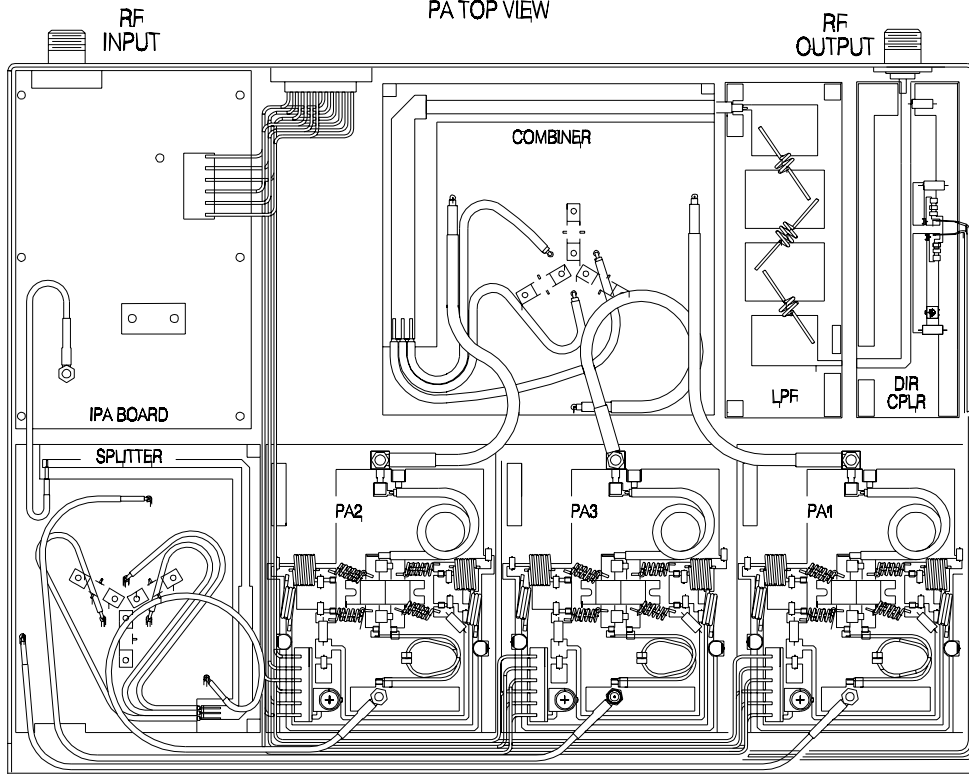 PA TOP VIEW
RF
INPUT
RF
OUTPUT
COMBINER
IPA BOARD
LPF
DIR
CPLR
SPLITTER
PA2
PA3
PA1